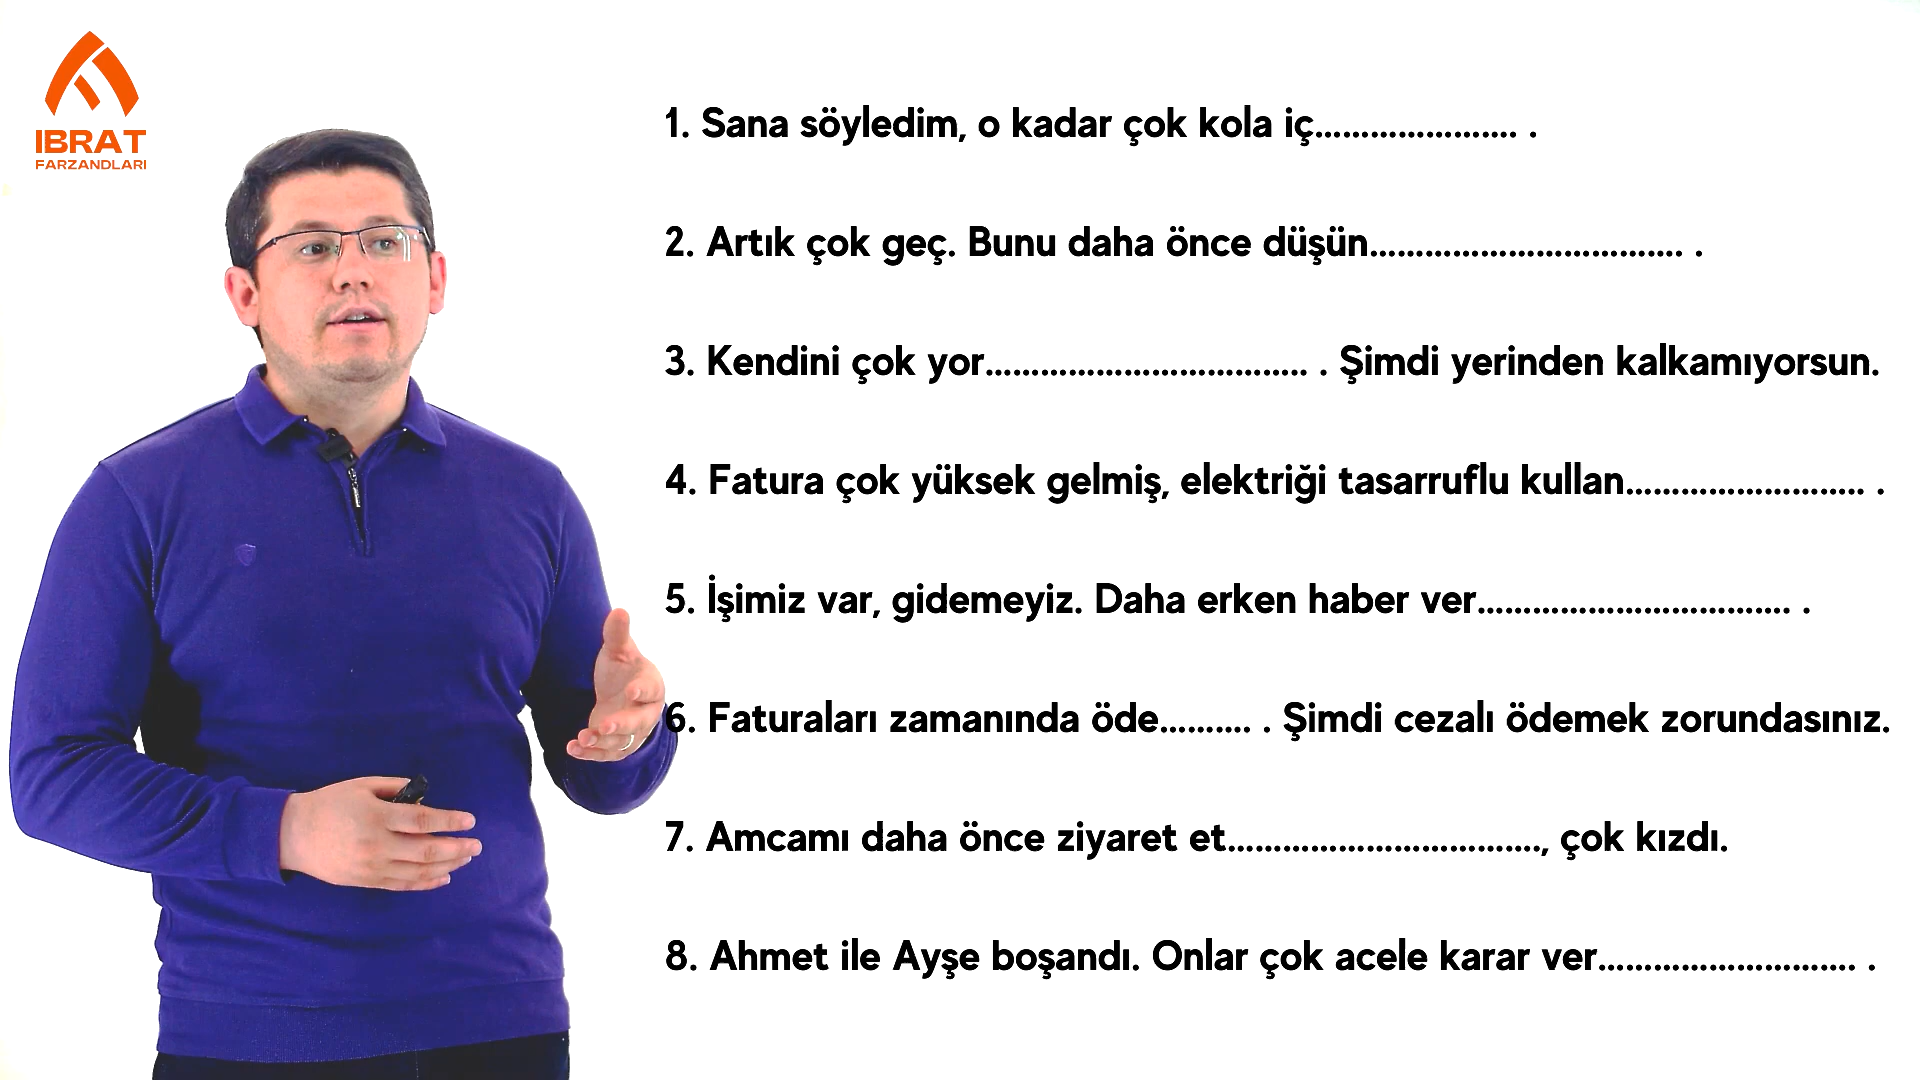 IBRAT
FARZANDLARI
1. Sana söyledim, o kadar çok kola iç...................... .
2. Artık çok geç. Bunu daha önce düşün.................................. .
3. Kendini çok yor................................... . Şimdi yerinden kalkamıyorsun.
4. Fatura çok yüksek gelmiş, elektriği tasarruflu kullan.......................... .
5. İşimiz var, gidemeyiz. Daha erken haber ver.................................. .
6. Faturaları zamanında öde.......... . Şimdi cezalı ödemek zorundasınız.
7. Amcamı daha önce ziyaret et.................................., çok kızdı.
8. Ahmet ile Ayşe boşandı. Onlar çok acele karar ver............................ .